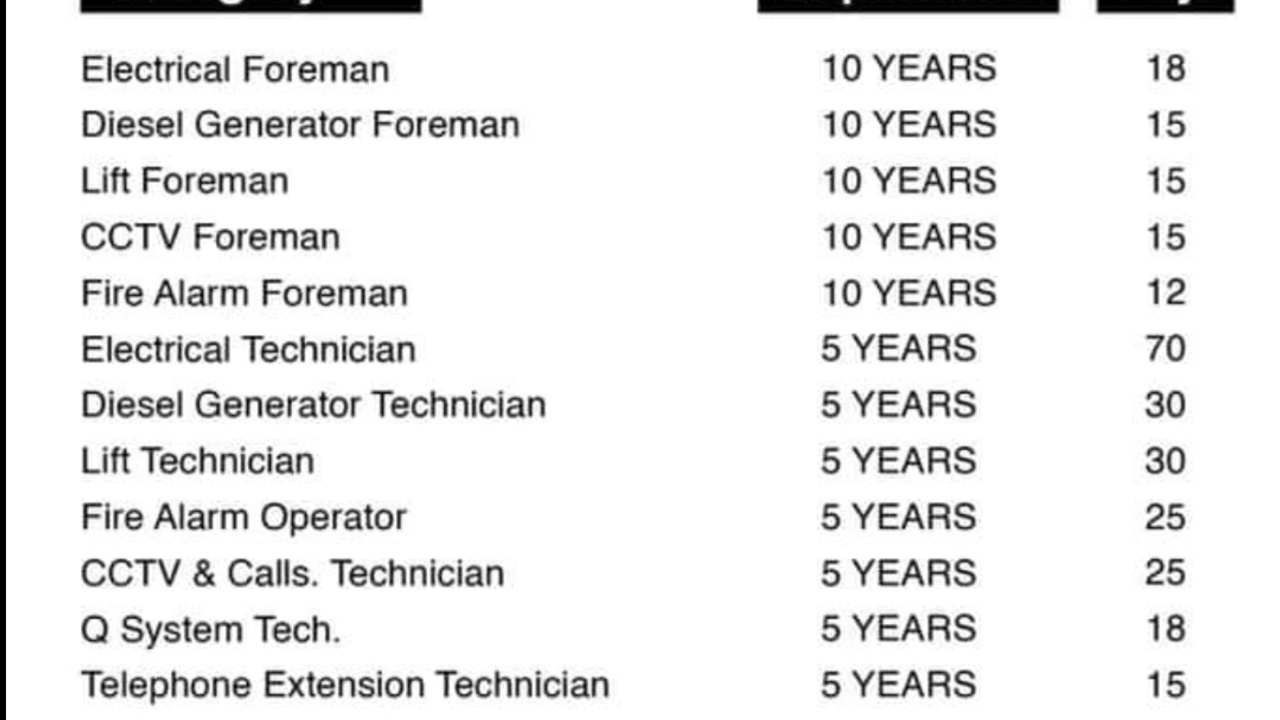 Electrical Foreman 10 YEARS 18
Diesel Generator Foreman 10 YEARS 15
Lift Foreman 10 YEARS 15
CCTV Foreman 10 YEARS 15
Fire Alarm Foreman 10 YEARS 12
Electrical Technician 5 YEARS 70
Diesel Generator Technician 5 YEARS 30
Lift Technician 5 YEARS 30
Fire Alarm Operator 5 YEARS 25
CCTV & Calls. Technician 5 YEARS 25
Q System Tech. 5 YEARS 18
Telephone Extension Technician 5 YEARS 15